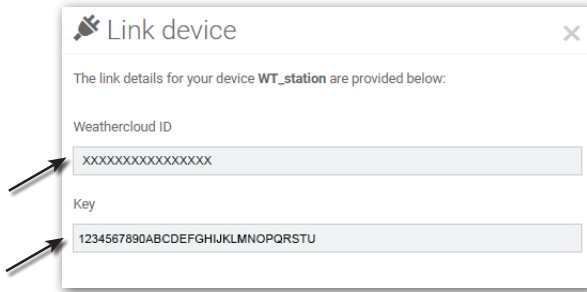 Link device
The link details for your device WT_station are provided below:
Weathercloud ID
XXXXXXXXXXXXXXXX
Key
1234567890ABCDEFGHIJKLMNOPQRSTU